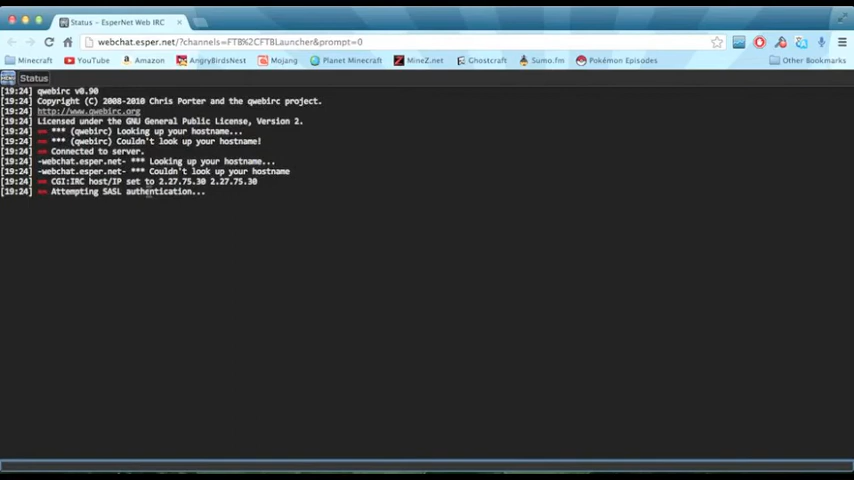 Status – EsperNet Web IRC
webchat.esper.net/?channels=FTB%2CFTBLauncher&prompt=0
Minecraft YouTube Amazon AngryBirdsNest Mojang Planet Minecraft MineZ.net Ghostcraft Sumo.fm Pokémon Episodes Other Bookmarks
MENU Status
[19:24] qwebirc v0.90
[19:24] Copyright (C) 2008-2010 Chris Porter and the qwebirc project.
[19:24] http://www.qwebirc.org
[19:24] Licensed under the GNU General Public License, Version 2.
[19:24] == *** (qwebirc) Looking up your hostname...
[19:24] == *** (qwebirc) Couldn't look up your hostname!
[19:24] == Connected to server.
[19:24] -webchat.esper.net- *** Looking up your hostname...
[19:24] -webchat.esper.net- *** Couldn't look up your hostname
[19:24] == CGI:IRC host/IP set to 2.27.75.30 2.27.75.30
[19:24] == Attempting SASL authentication...